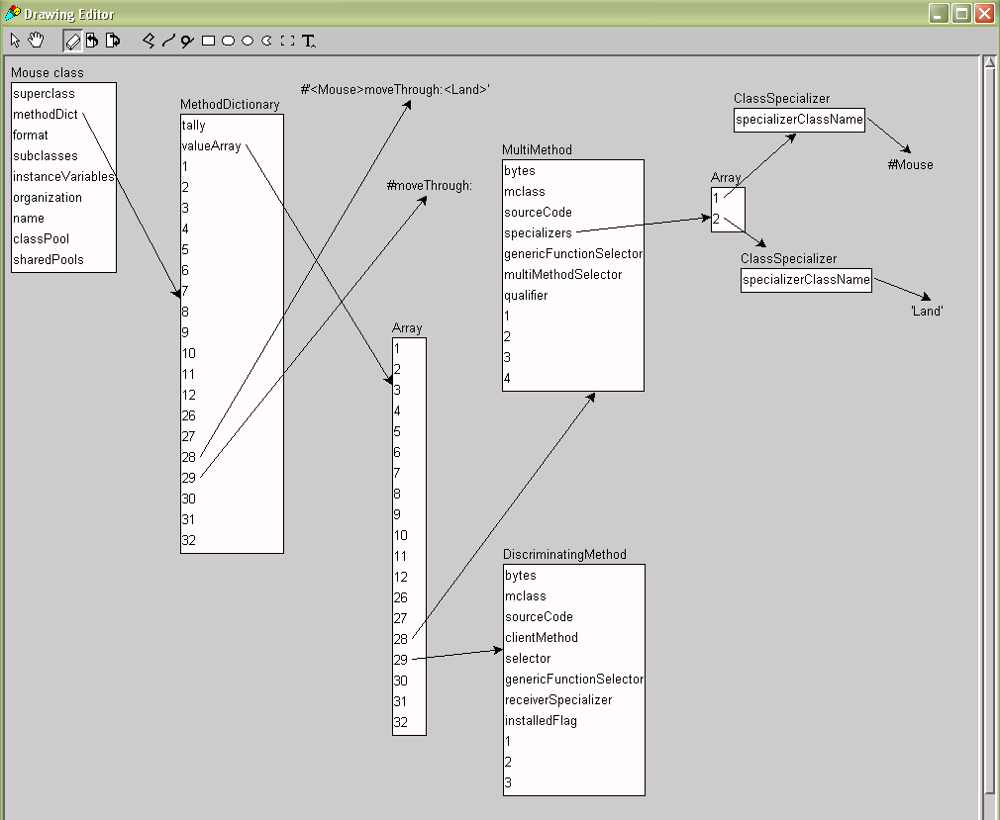 Drawing Editor
Mouse class
superclass
methodDict
format
subclasses
instanceVariables
organization
name
classPool
sharedPools
MethodDictionary
tally
valueArray
1
2
3
4
5
6
7
8
9
10
11
12
26
27
28
29
30
31
32
#'<Mouse>moveThrough:<Land>'
#moveThrough:
Array
1
2
3
4
5
6
7
8
9
10
11
12
26
27
28
29
30
31
32
MultiMethod
bytes
mclass
sourceCode
specializers
genericFunctionSelector
multiMethodSelector
qualifier
1
2
3
4
DiscriminatingMethod
bytes
mclass
sourceCode
clientMethod
selector
genericFunctionSelector
receiverSpecializer
installedFlag
1
2
3
Array
1
2
ClassSpecializer
specializerClassName
#Mouse
ClassSpecializer
specializerClassName
'Land'